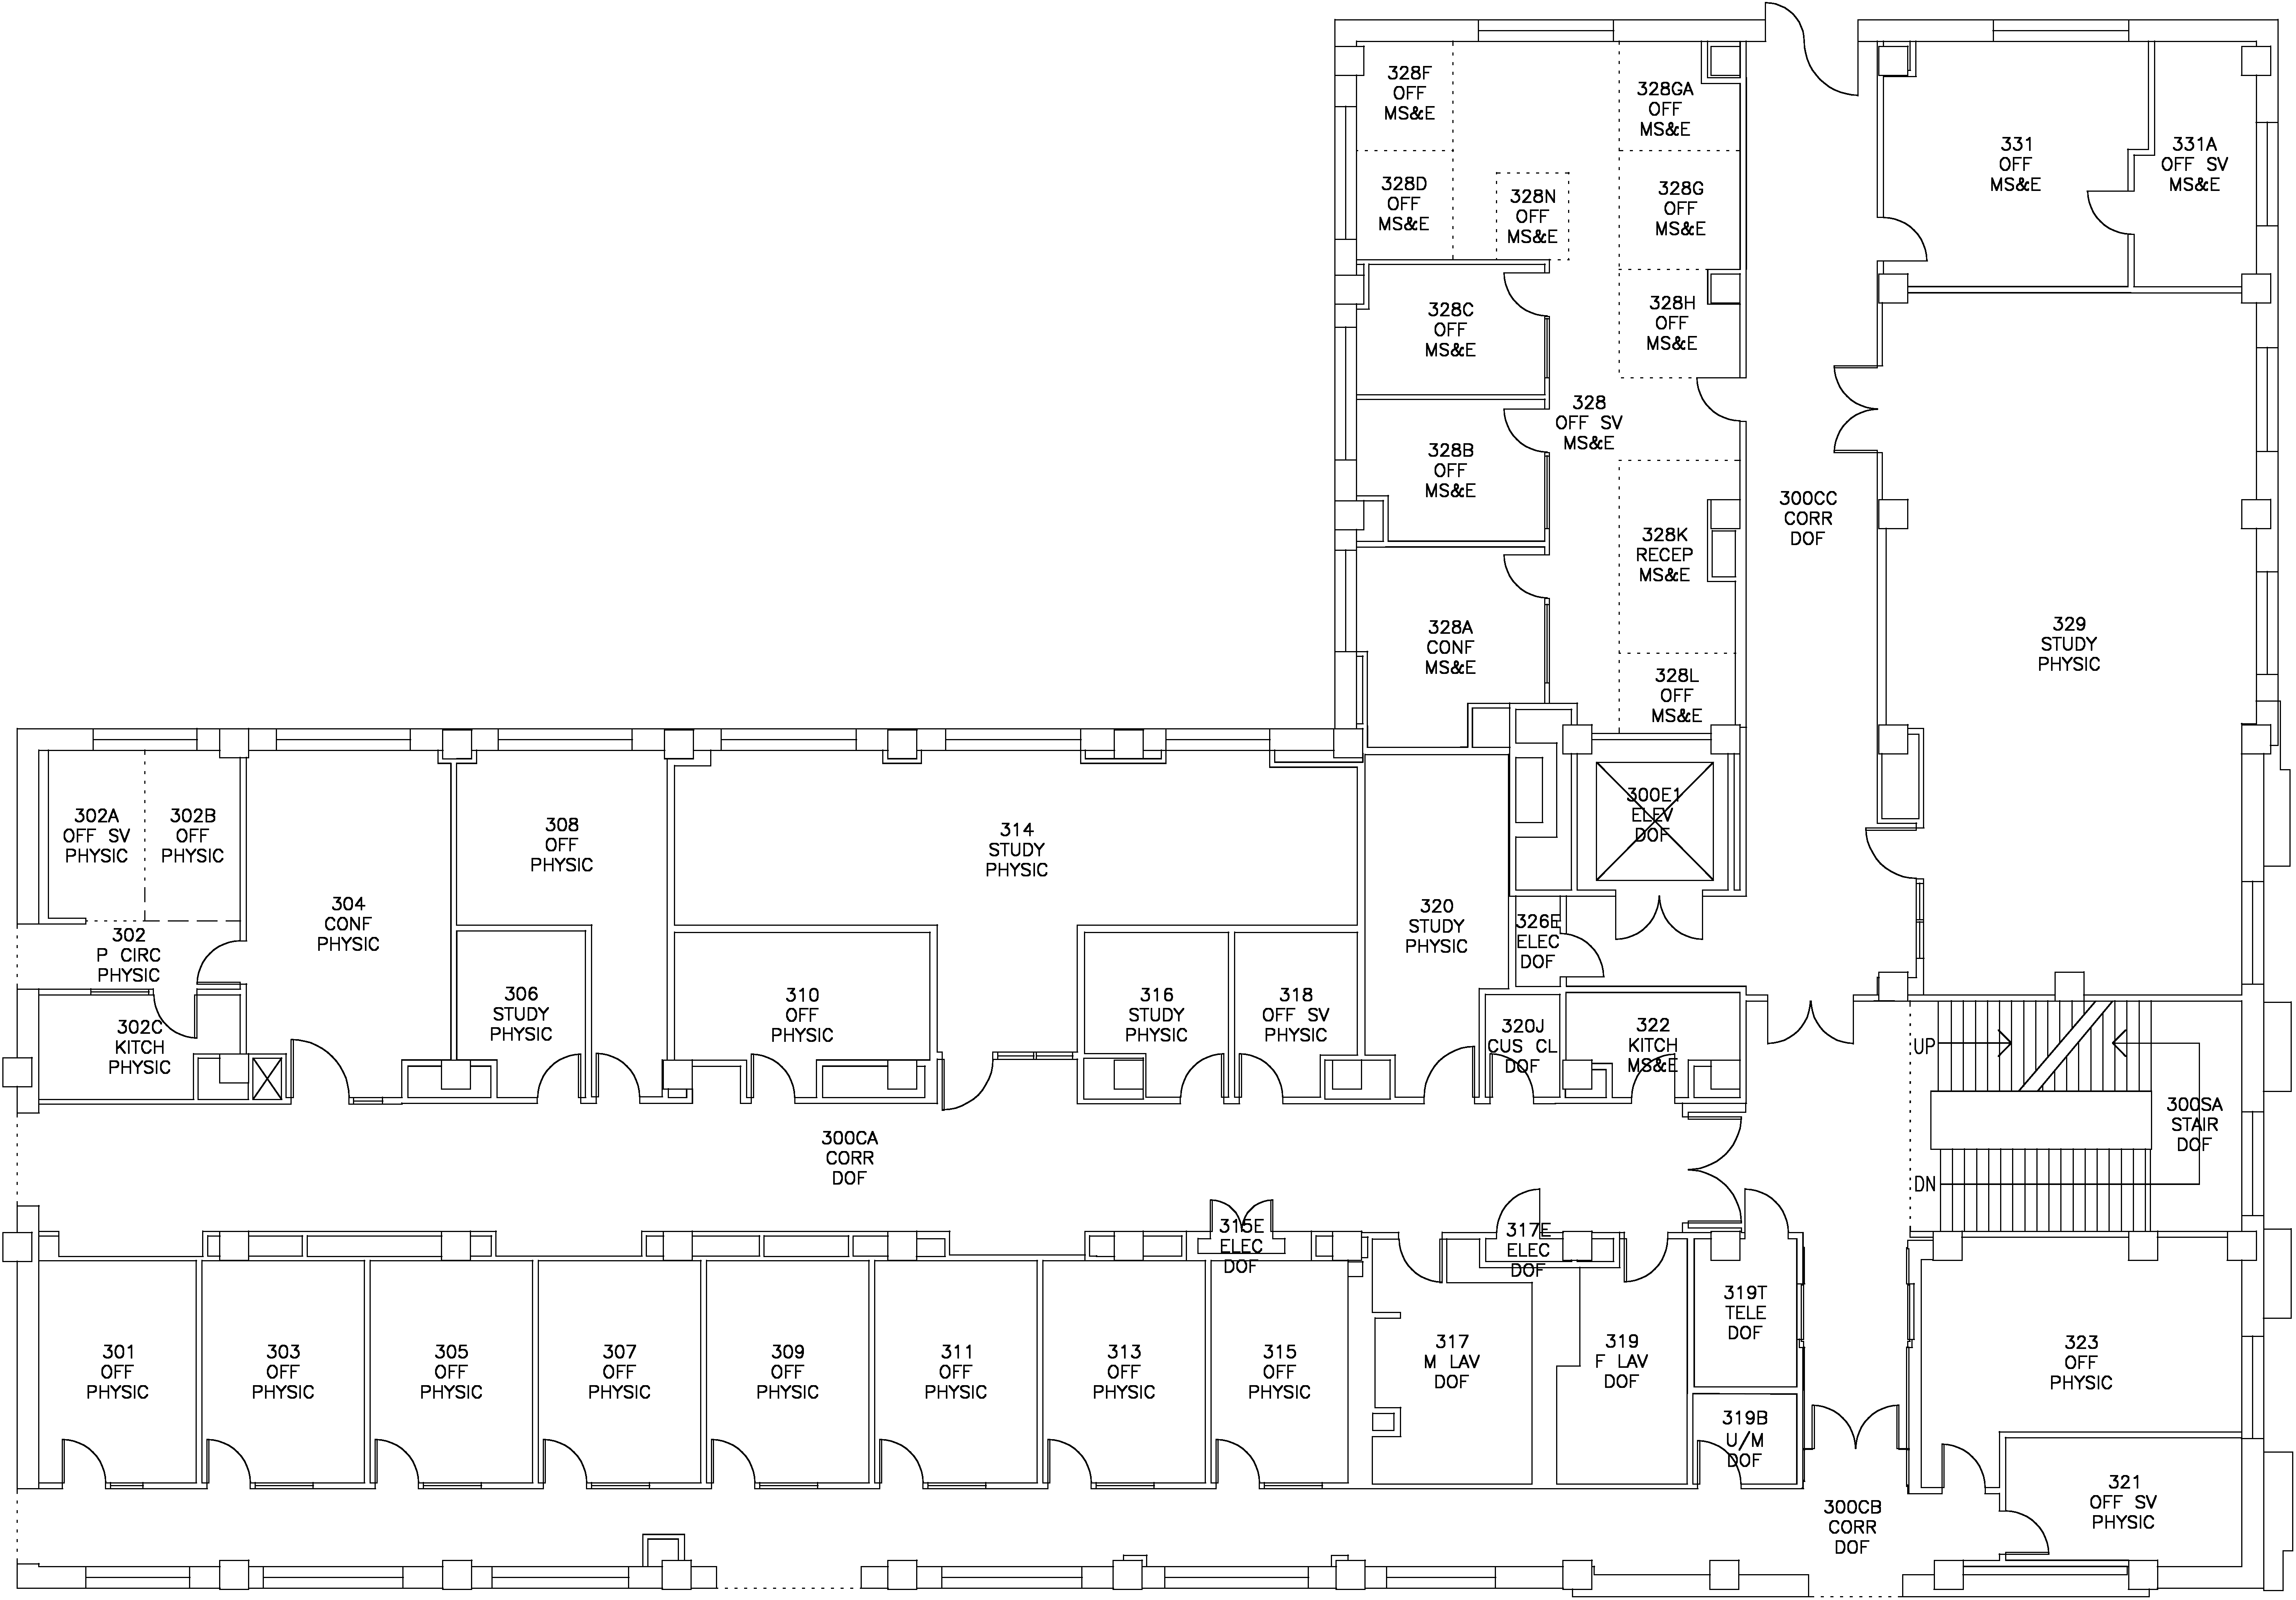 328F
OFF
MS&E
328GA
OFF
MS&E
331
OFF
MS&E
331A
OFF SV
MS&E
328D
OFF
MS&E
328N
OFF
MS&E
328G
OFF
MS&E
328C
OFF
MS&E
328H
OFF
MS&E
328
OFF SV
MS&E
328B
OFF
MS&E
300CC
CORR
DOF
328K
RECEP
MS&E
328A
CONF
MS&E
329
STUDY
PHYSIC
328L
OFF
MS&E
302A
OFF SV
PHYSIC
302B
OFF
PHYSIC
308
OFF
PHYSIC
314
STUDY
PHYSIC
300E1
ELEV
DOF
304
CONF
PHYSIC
320
STUDY
PHYSIC
326E
ELEC
DOF
302
P CIRC
PHYSIC
306
STUDY
PHYSIC
310
OFF
PHYSIC
316
STUDY
PHYSIC
318
OFF SV
PHYSIC
302C
KITCH
PHYSIC
320J
CUS CL
DOF
322
KITCH
MS&E
UP
300SA
STAIR
DOF
DN
300CA
CORR
DOF
315E
ELEC
DOF
317E
ELEC
DOF
319T
TELE
DOF
301
OFF
PHYSIC
303
OFF
PHYSIC
305
OFF
PHYSIC
307
OFF
PHYSIC
309
OFF
PHYSIC
311
OFF
PHYSIC
313
OFF
PHYSIC
315
OFF
PHYSIC
317
M LAV
DOF
319
F LAV
DOF
323
OFF
PHYSIC
319B
U/M
DOF
321
OFF SV
PHYSIC
300CB
CORR
DOF